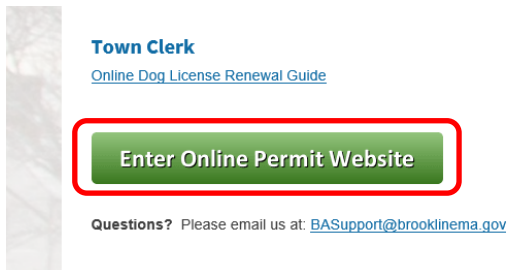 Town Clerk
Online Dog License Renewal Guide
Enter Online Permit Website
Questions? Please email us at: BASupport@brooklinema.gov